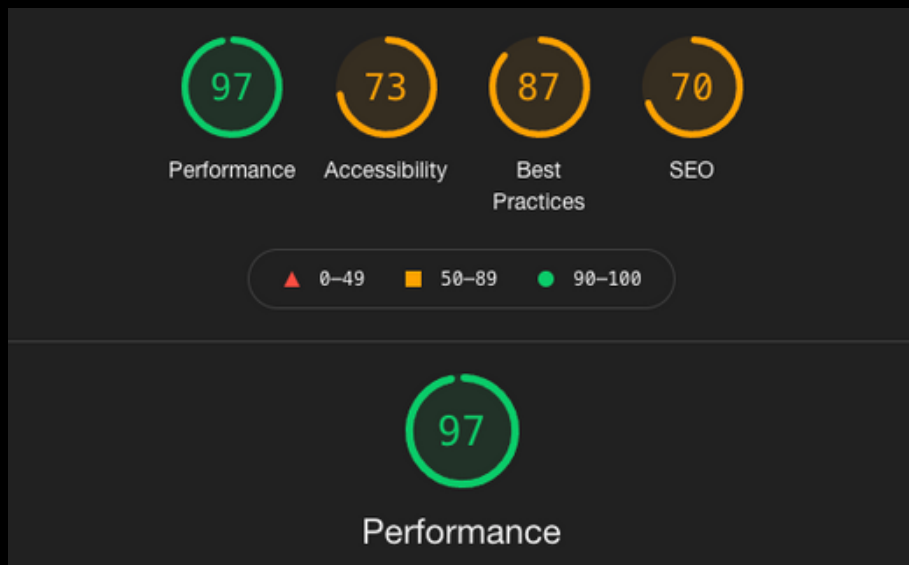 97 73 87 70
Performance Accessibility Best Practices SEO
0–49 50–89 90–100
97
Performance